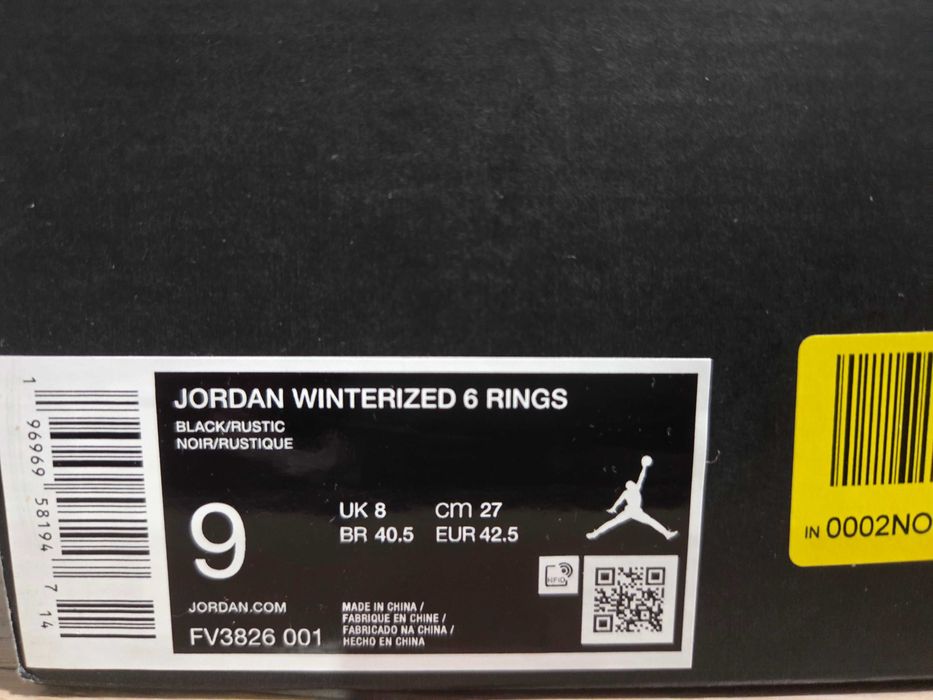 JORDAN WINTERIZED 6 RINGS
BLACK/RUSTIC
NOIR/RUSTIQUE
9
UK 8 cm 27
BR 40.5 EUR 42.5
JORDAN.COM
FV3826 001
MADE IN CHINA /
FABRIQUE EN CHINE /
FABRICADO NA CHINA /
HECHO EN CHINA
NFID
1 96969 58194 7 14
IN 0002NO